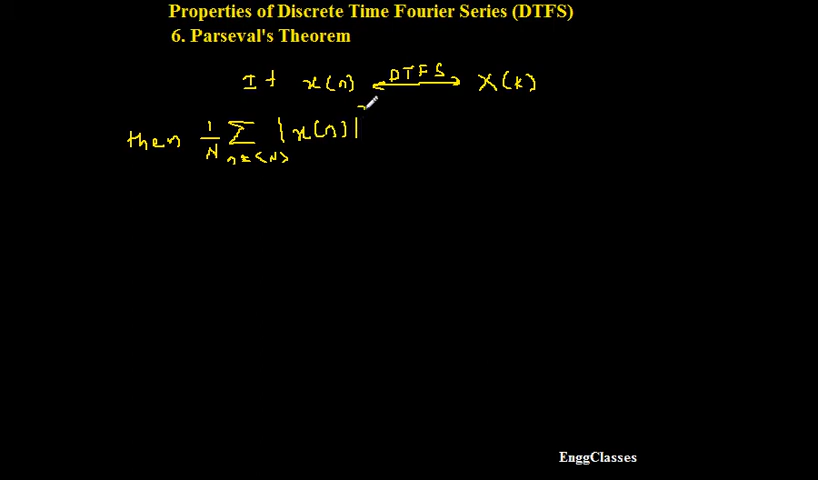 Properties of Discrete Time Fourier Series (DTFS)
6. Parseval's Theorem
If x(n) <—DTFS—> X(k)
then 1/N Σ n=<N> |x(n)|
EnggClasses